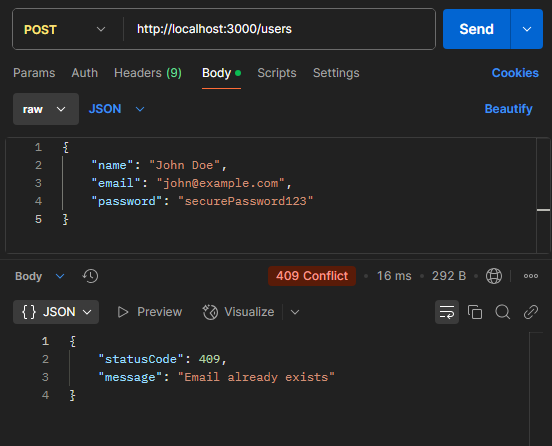 POST http://localhost:3000/users Send
Params Auth Headers (9) Body Scripts Settings Cookies
raw JSON Beautify
1 {
2 "name": "John Doe",
3 "email": "john@example.com",
4 "password": "securePassword123"
5 }
Body 409 Conflict • 16 ms • 292 B
{ } JSON Preview Visualize
1 {
2 "statusCode": 409,
3 "message": "Email already exists"
4 }